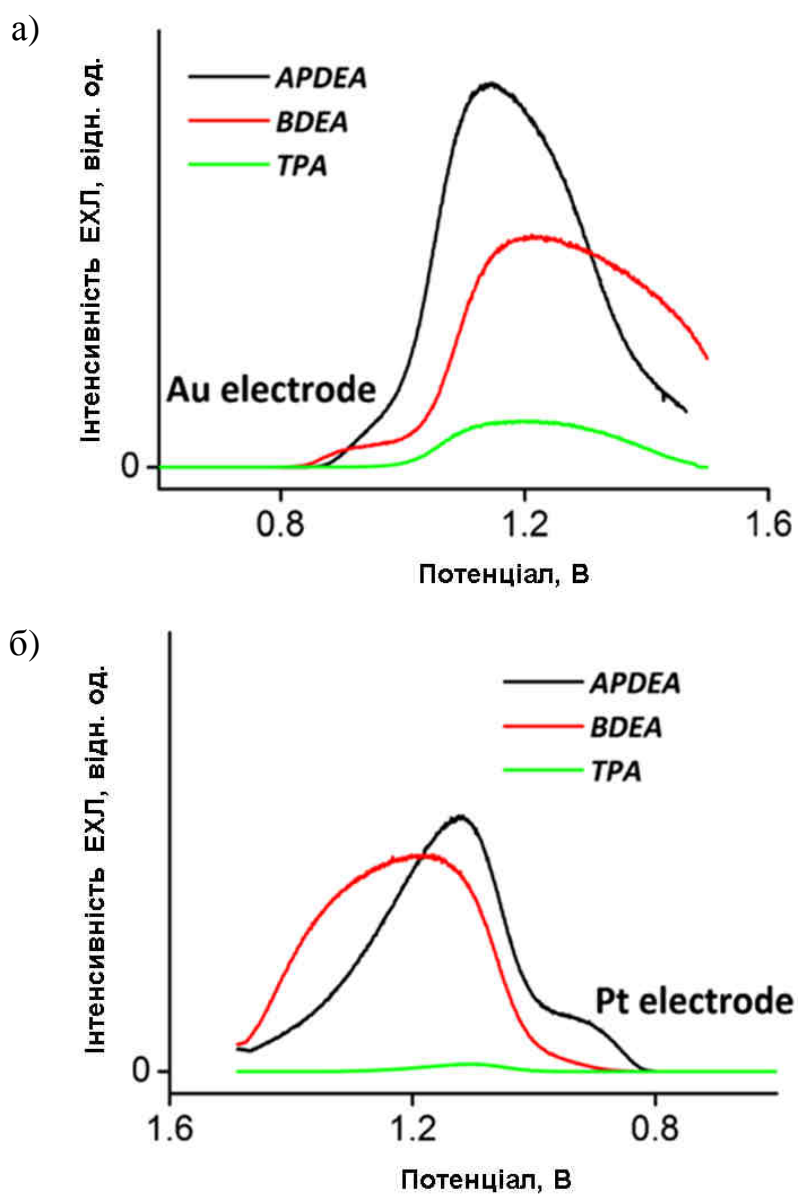 а)
APDEA
BDEA
TPA
Інтенсивність ЕХЛ, відн. од.
Au electrode
0
0.8 1.2 1.6
Потенціал, В
б)
APDEA
BDEA
TPA
Інтенсивність ЕХЛ, відн. од.
Pt electrode
0
1.6 1.2 0.8
Потенціал, В